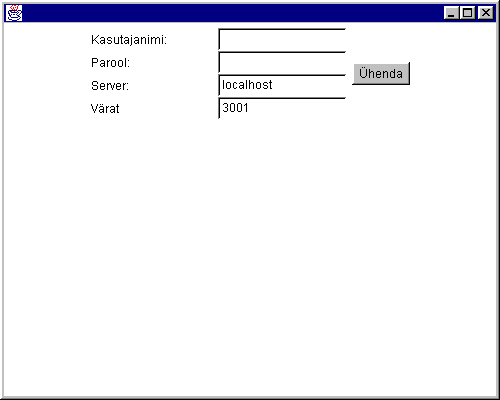 Kasutajanimi:
Parool:
Ühenda
Server: localhost
Värat 3001